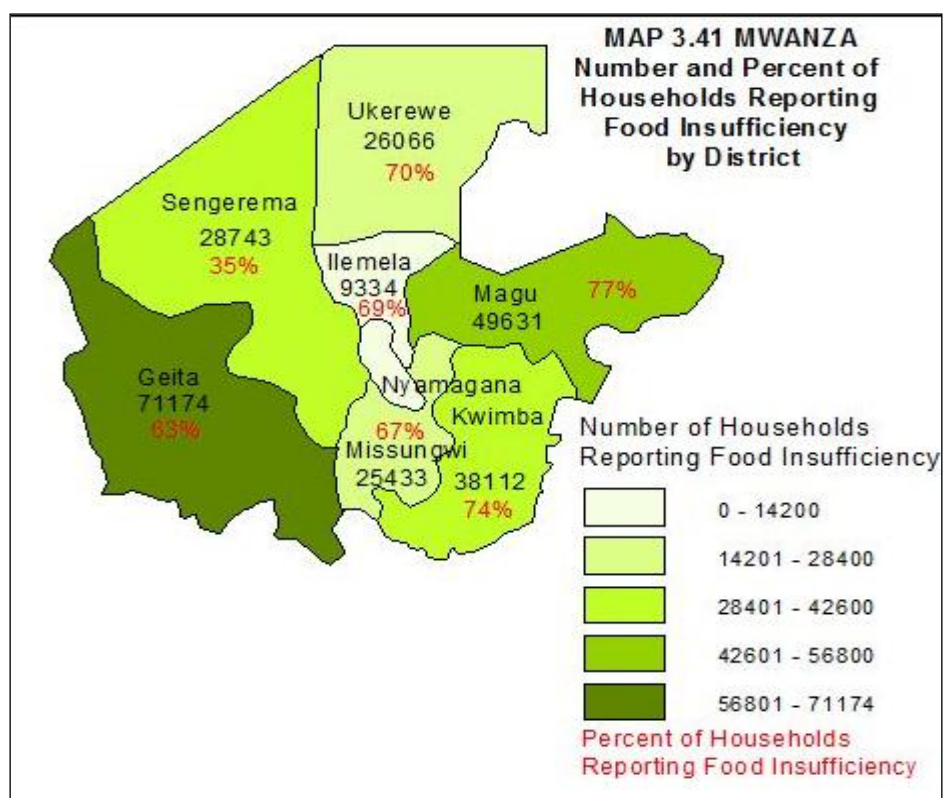 MAP 3.41 MWANZA
Number and Percent of
Households Reporting
Food Insufficiency
by District
Ukerewe
26066
70%
Sengerema
28743
35%
Ilemela
9334
69%
Magu
49631
77%
Geita
71174
63%
Nyamagana
Kwimba
38112
74%
67%
Missungwi
25433
Number of Households
Reporting Food Insufficiency
0 - 14200
14201 - 28400
28401 - 42600
42601 - 56800
56801 - 71174
Percent of Households
Reporting Food Insufficiency